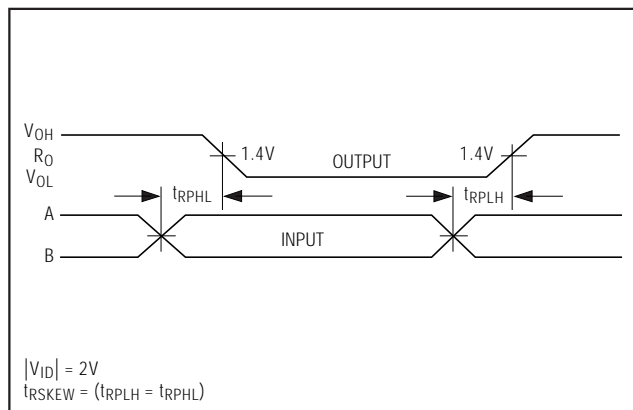 VOH
RO
VOL
1.4V
OUTPUT
1.4V
tRPHL
tRPLH
A
INPUT
B
|VID| = 2V
tRSKEW = (tRPLH = tRPHL)